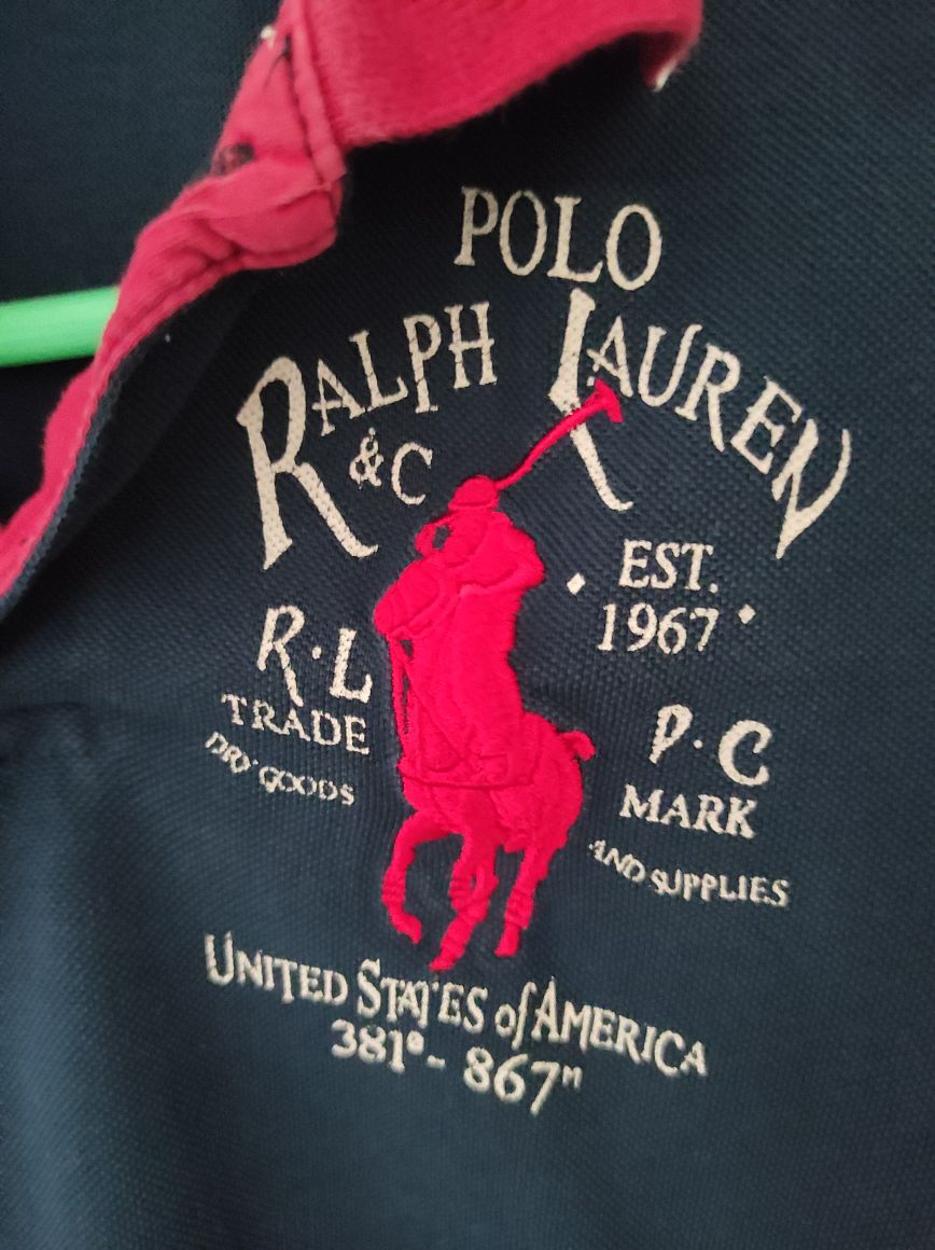 POLO
RALPH LAUREN
&C
EST.
1967
R·L
TRADE
DRY GOODS
P·C
MARK
AND SUPPLIES
UNITED STATES of AMERICA
381°- 867"